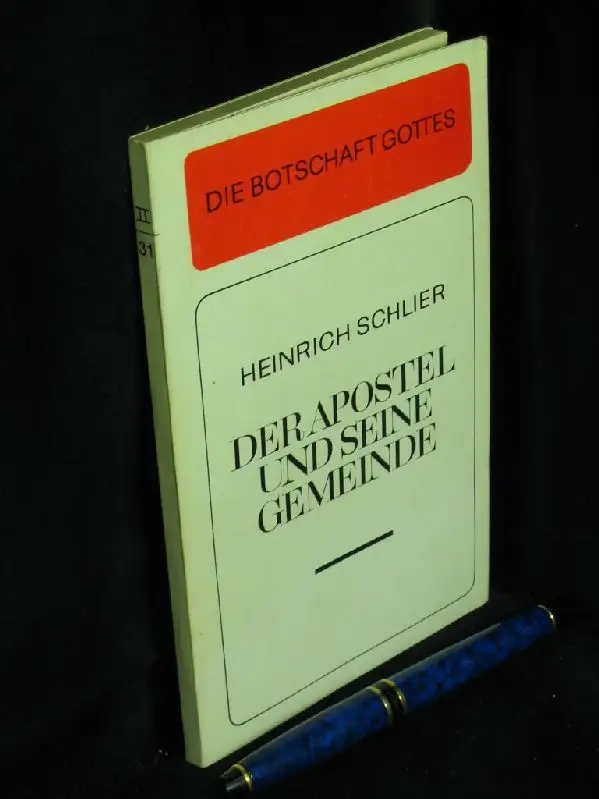 DIE BOTSCHAFT GOTTES
HEINRICH SCHLIER
DER APOSTEL
UND SEINE
GEMEINDE
II
31